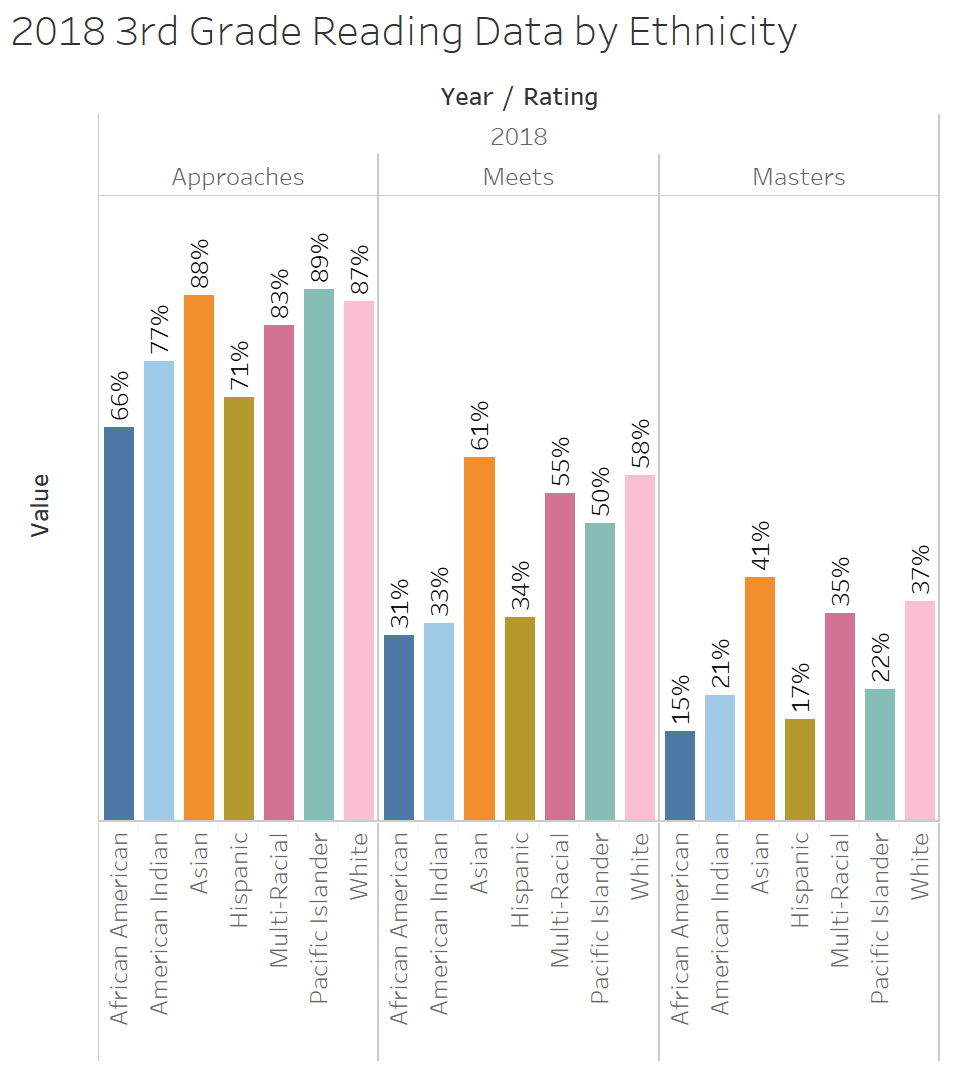 2018 3rd Grade Reading Data by Ethnicity
Year / Rating
2018
Approaches Meets Masters
66% 77% 88% 71% 83% 89% 87% 31% 33% 61% 34% 55% 50% 58% 15% 21% 41% 17% 35% 22% 37%
Value
African American
American Indian
Asian
Hispanic
Multi-Racial
Pacific Islander
White
African American
American Indian
Asian
Hispanic
Multi-Racial
Pacific Islander
White
African American
American Indian
Asian
Hispanic
Multi-Racial
Pacific Islander
White